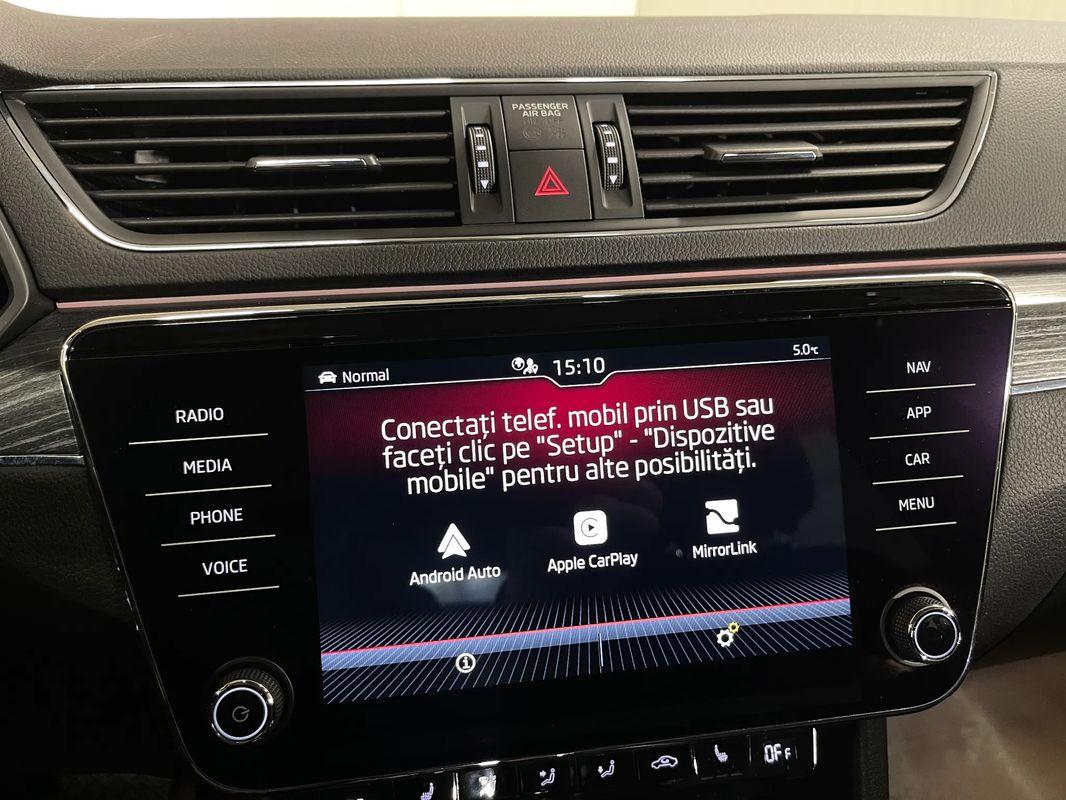 PASSENGER
AIR BAG
Normal
15:10
5.0°C
RADIO
MEDIA
PHONE
VOICE
Conectați telef. mobil prin USB sau
faceți clic pe "Setup" - "Dispozitive
mobile" pentru alte posibilități.
Android Auto
Apple CarPlay
MirrorLink
NAV
APP
CAR
MENU
OFF